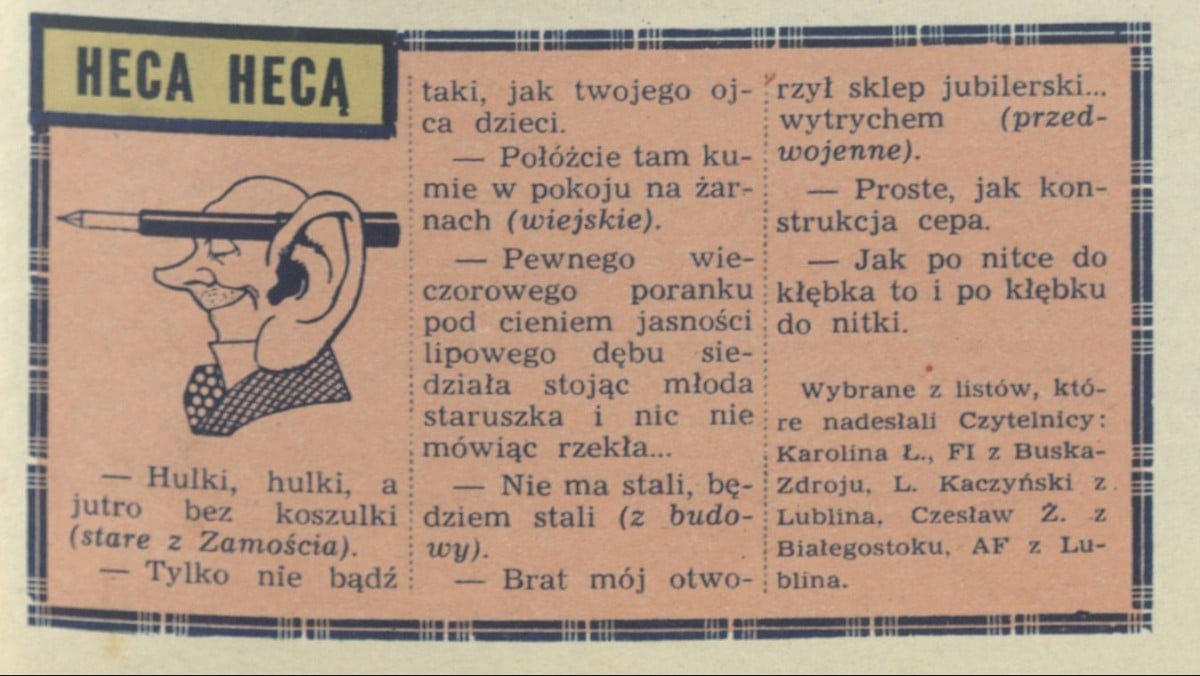 HECA HECĄ
— Hulki, hulki, a
jutro bez koszulki
(stare z Zamościa).
— Tylko nie bądź
taki, jak twojego oj-
ca dzieci.
— Połóżcie tam ku-
mie w pokoju na żar-
nach (wiejskie).
— Pewnego wie-
czorowego poranku
pod cieniem jasności
lipowego dębu sie-
działa stojąc młoda
staruszka i nic nie
mówiąc rzekła...
— Nie ma stali, bę-
dziem stali (z budo-
wy).
— Brat mój otwo-
rzył sklep jubilerski...
wytrychem (przed-
wojenne).
— Proste, jak kon-
strukcja cepa.
— Jak po nitce do
kłębka to i po kłębku
do nitki.
Wybrane z listów, któ-
re nadesłali Czytelnicy:
Karolina Ł., FI z Buska-
Zdroju, L. Kaczyński z
Lublina, Czesław Ż. z
Białegostoku, AF z Lu-
blina.